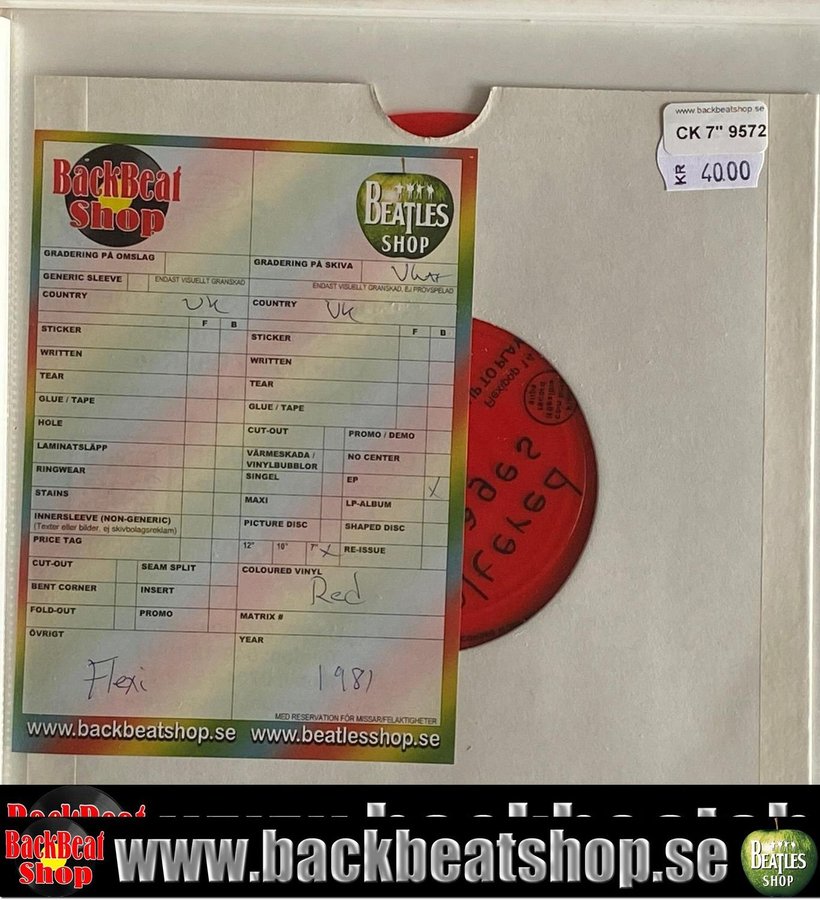 www.backbeatshop.se
CK 7" 9572
KR 40.00
BackBeat
Shop
BEATLES
SHOP
GRADERING PÅ OMSLAG
GENERIC SLEEVE
ENDAST VISUELLT GRANSKAD
COUNTRY UK
F B
STICKER
WRITTEN
TEAR
GLUE / TAPE
HOLE
LAMINATSLÄPP
RINGWEAR
STAINS
INNERSLEEVE (NON-GENERIC)
(Texter eller bilder, ej skivbolagsreklam)
PRICE TAG
CUT-OUT
SEAM SPLIT
BENT CORNER
INSERT
FOLD-OUT
PROMO
ÖVRIGT
Flexi
GRADERING PÅ SKIVA
ENDAST VISUELLT GRANSKAD, EJ PROVSPELAD
COUNTRY UK
F B
STICKER
WRITTEN
TEAR
GLUE / TAPE
CUT-OUT
PROMO / DEMO
VÄRMESKADA /
VINYLBUBBLOR
NO CENTER
SINGEL
EP X
MAXI
LP-ALBUM
PICTURE DISC
SHAPED DISC
12" 10" 7" X
RE-ISSUE
COLOURED VINYL
Red
MATRIX #
YEAR
1981
MED RESERVATION FÖR MISSAR/FELAKTIGHETER
www.backbeatshop.se www.beatlesshop.se
BackBeat
Shop
www.backbeatshop.se
BEATLES
SHOP